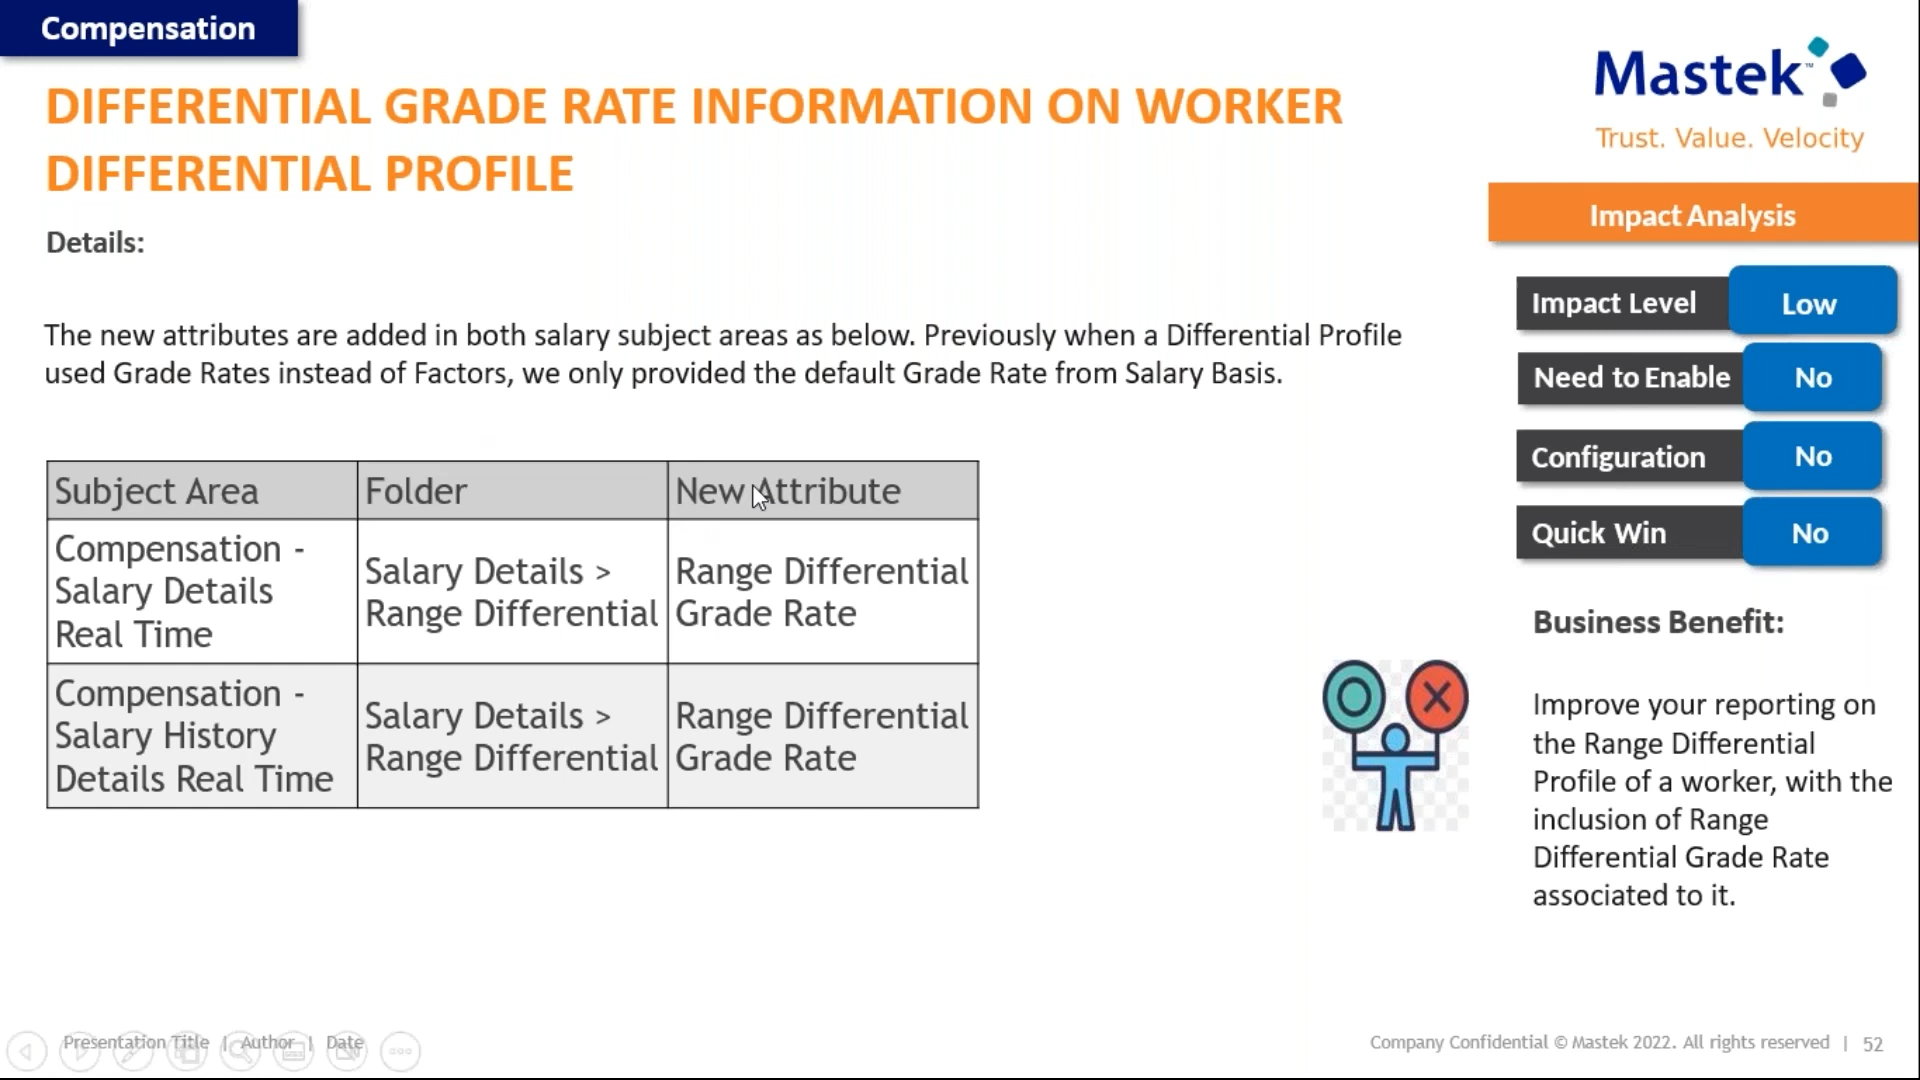 Compensation
DIFFERENTIAL GRADE RATE INFORMATION ON WORKER
DIFFERENTIAL PROFILE
Mastek™
Trust. Value. Velocity
Details:
The new attributes are added in both salary subject areas as below. Previously when a Differential Profile
used Grade Rates instead of Factors, we only provided the default Grade Rate from Salary Basis.
Subject Area
Folder
New Attribute
Compensation -
Salary Details
Real Time
Salary Details >
Range Differential
Range Differential
Grade Rate
Compensation -
Salary History
Details Real Time
Salary Details >
Range Differential
Range Differential
Grade Rate
Impact Analysis
Impact Level Low
Need to Enable No
Configuration No
Quick Win No
Business Benefit:
Improve your reporting on
the Range Differential
Profile of a worker, with the
inclusion of Range
Differential Grade Rate
associated to it.
Presentation Title | Author | Date
Company Confidential © Mastek 2022. All rights reserved | 52